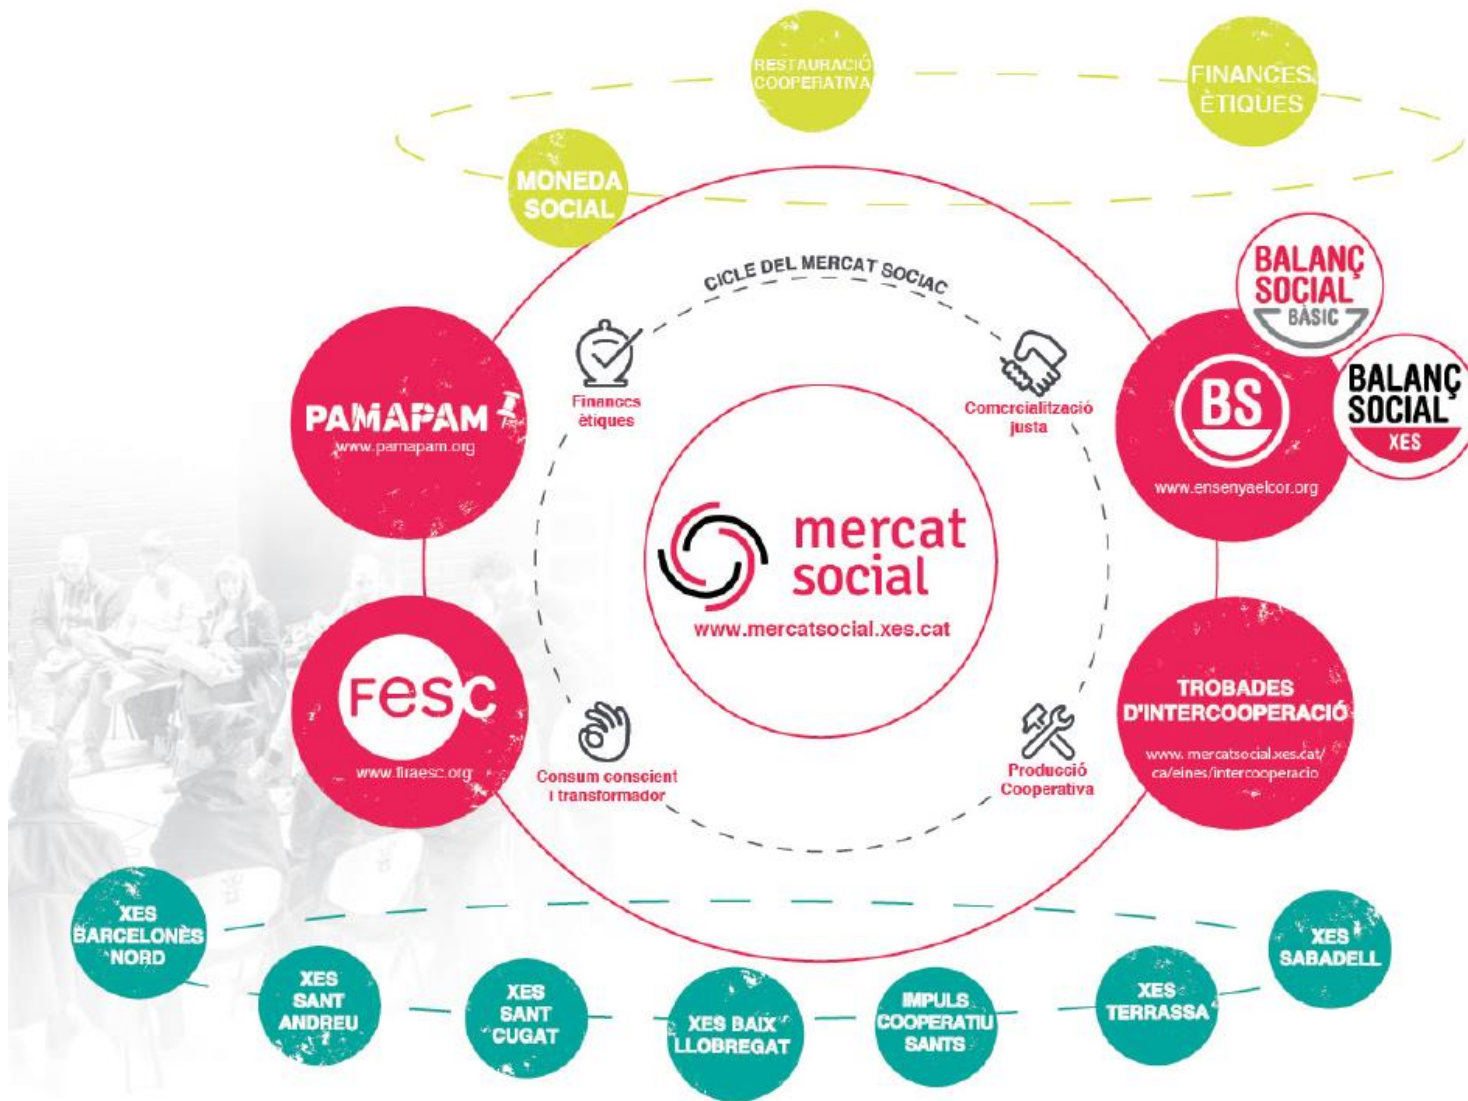 RESTAURACIÓ
COOPERATIVA
FINANCES
ÈTIQUES
MONEDA
SOCIAL
CICLE DEL MERCAT SOCIAC
BALANÇ
SOCIAL
BÀSIC
BALANÇ
SOCIAL
XES
BS
www.ensenyaelcor.org
PAMAPAM
www.pamapam.org
Finances
ètiques
Comercialització
justa
mercat
social
www.mercatsocial.xes.cat
Fesc
www.firaesc.org
Consum conscient
i transformador
Producció
Cooperativa
TROBADES
D'INTERCOOPERACIÓ
www. mercatsocial.xes.cat/
ca/eines/intercooperacio
XES
BARCELONÈS
NORD
XES
SANT
ANDREU
XES
SANT
CUGAT
XES BAIX
LLOBREGAT
IMPULS
COOPERATIU
SANTS
XES
TERRASSA
XES
SABADELL